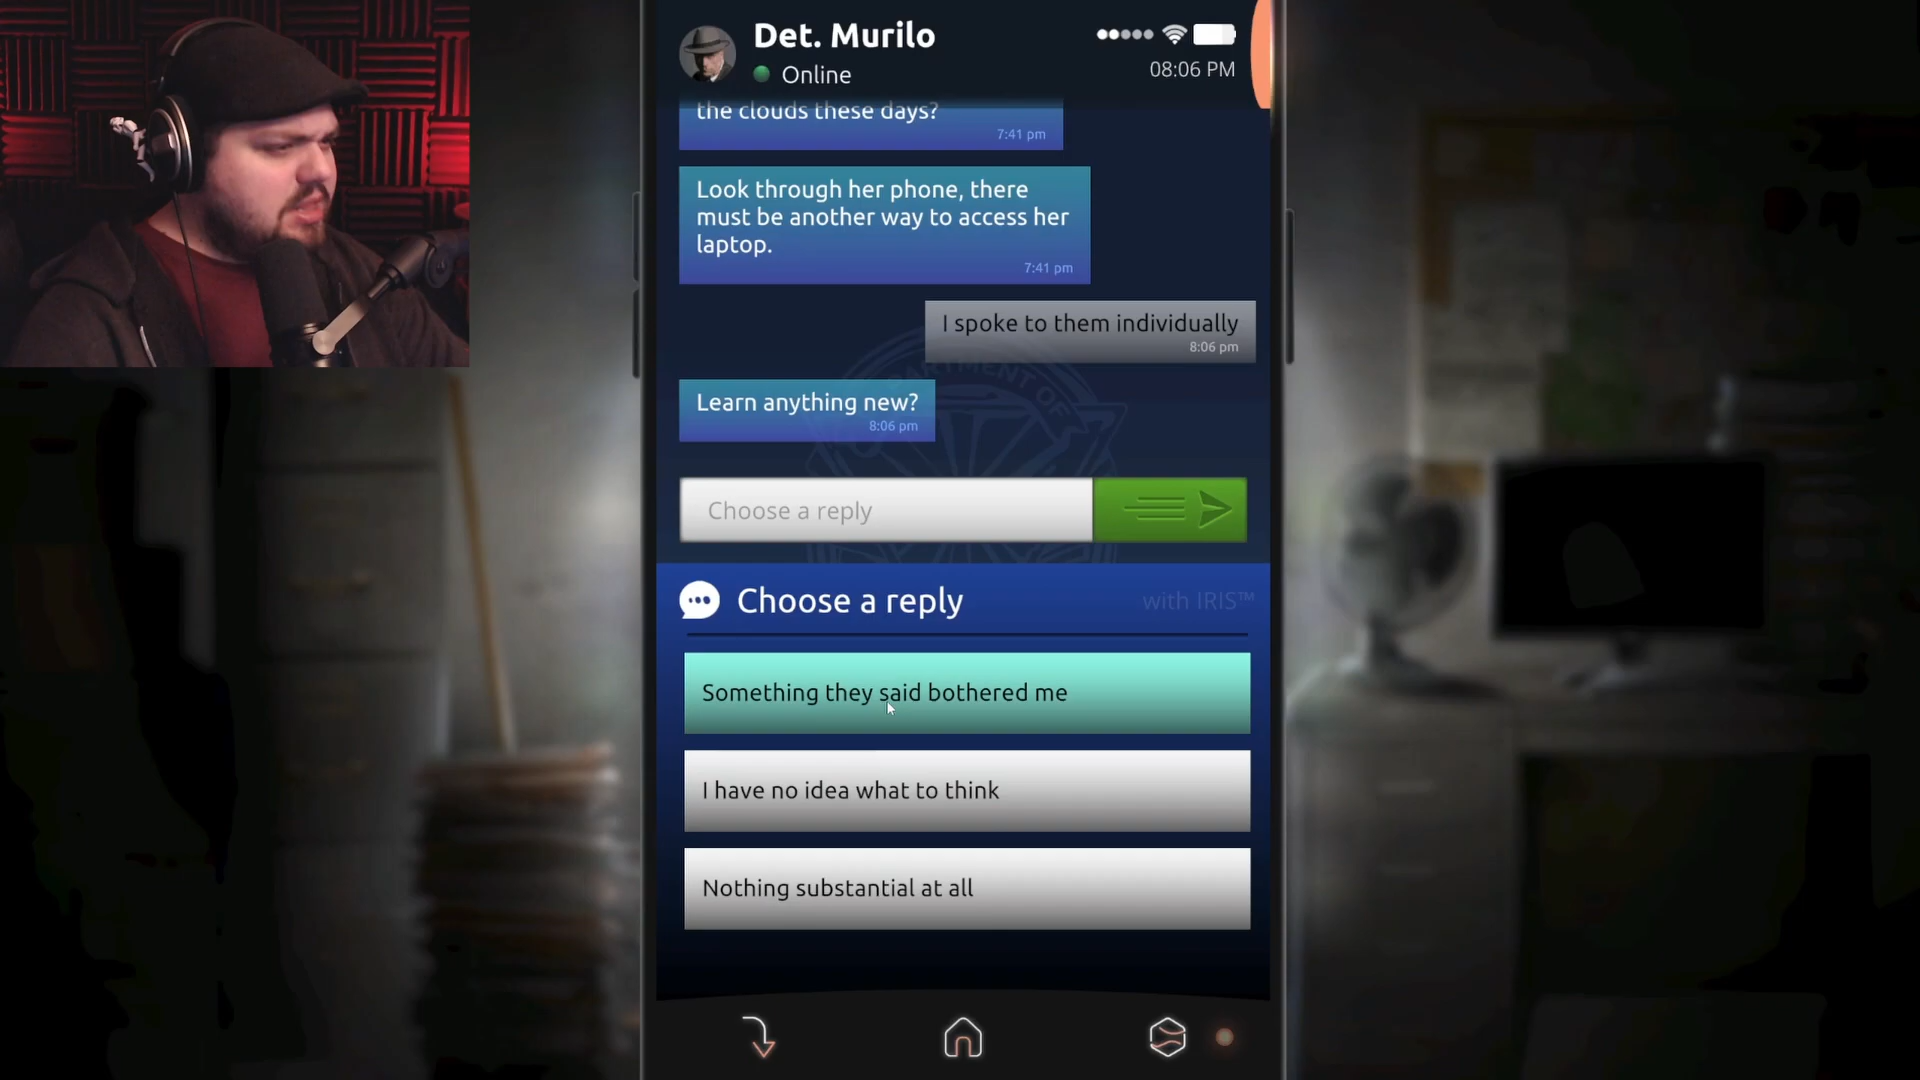 Det. Murilo
Online
08:06 PM
the clouds these days?
7:41 pm
Look through her phone, there
must be another way to access her
laptop.
7:41 pm
I spoke to them individually
8:06 pm
Learn anything new?
8:06 pm
Choose a reply
Choose a reply
with IRIS™
Something they said bothered me
I have no idea what to think
Nothing substantial at all